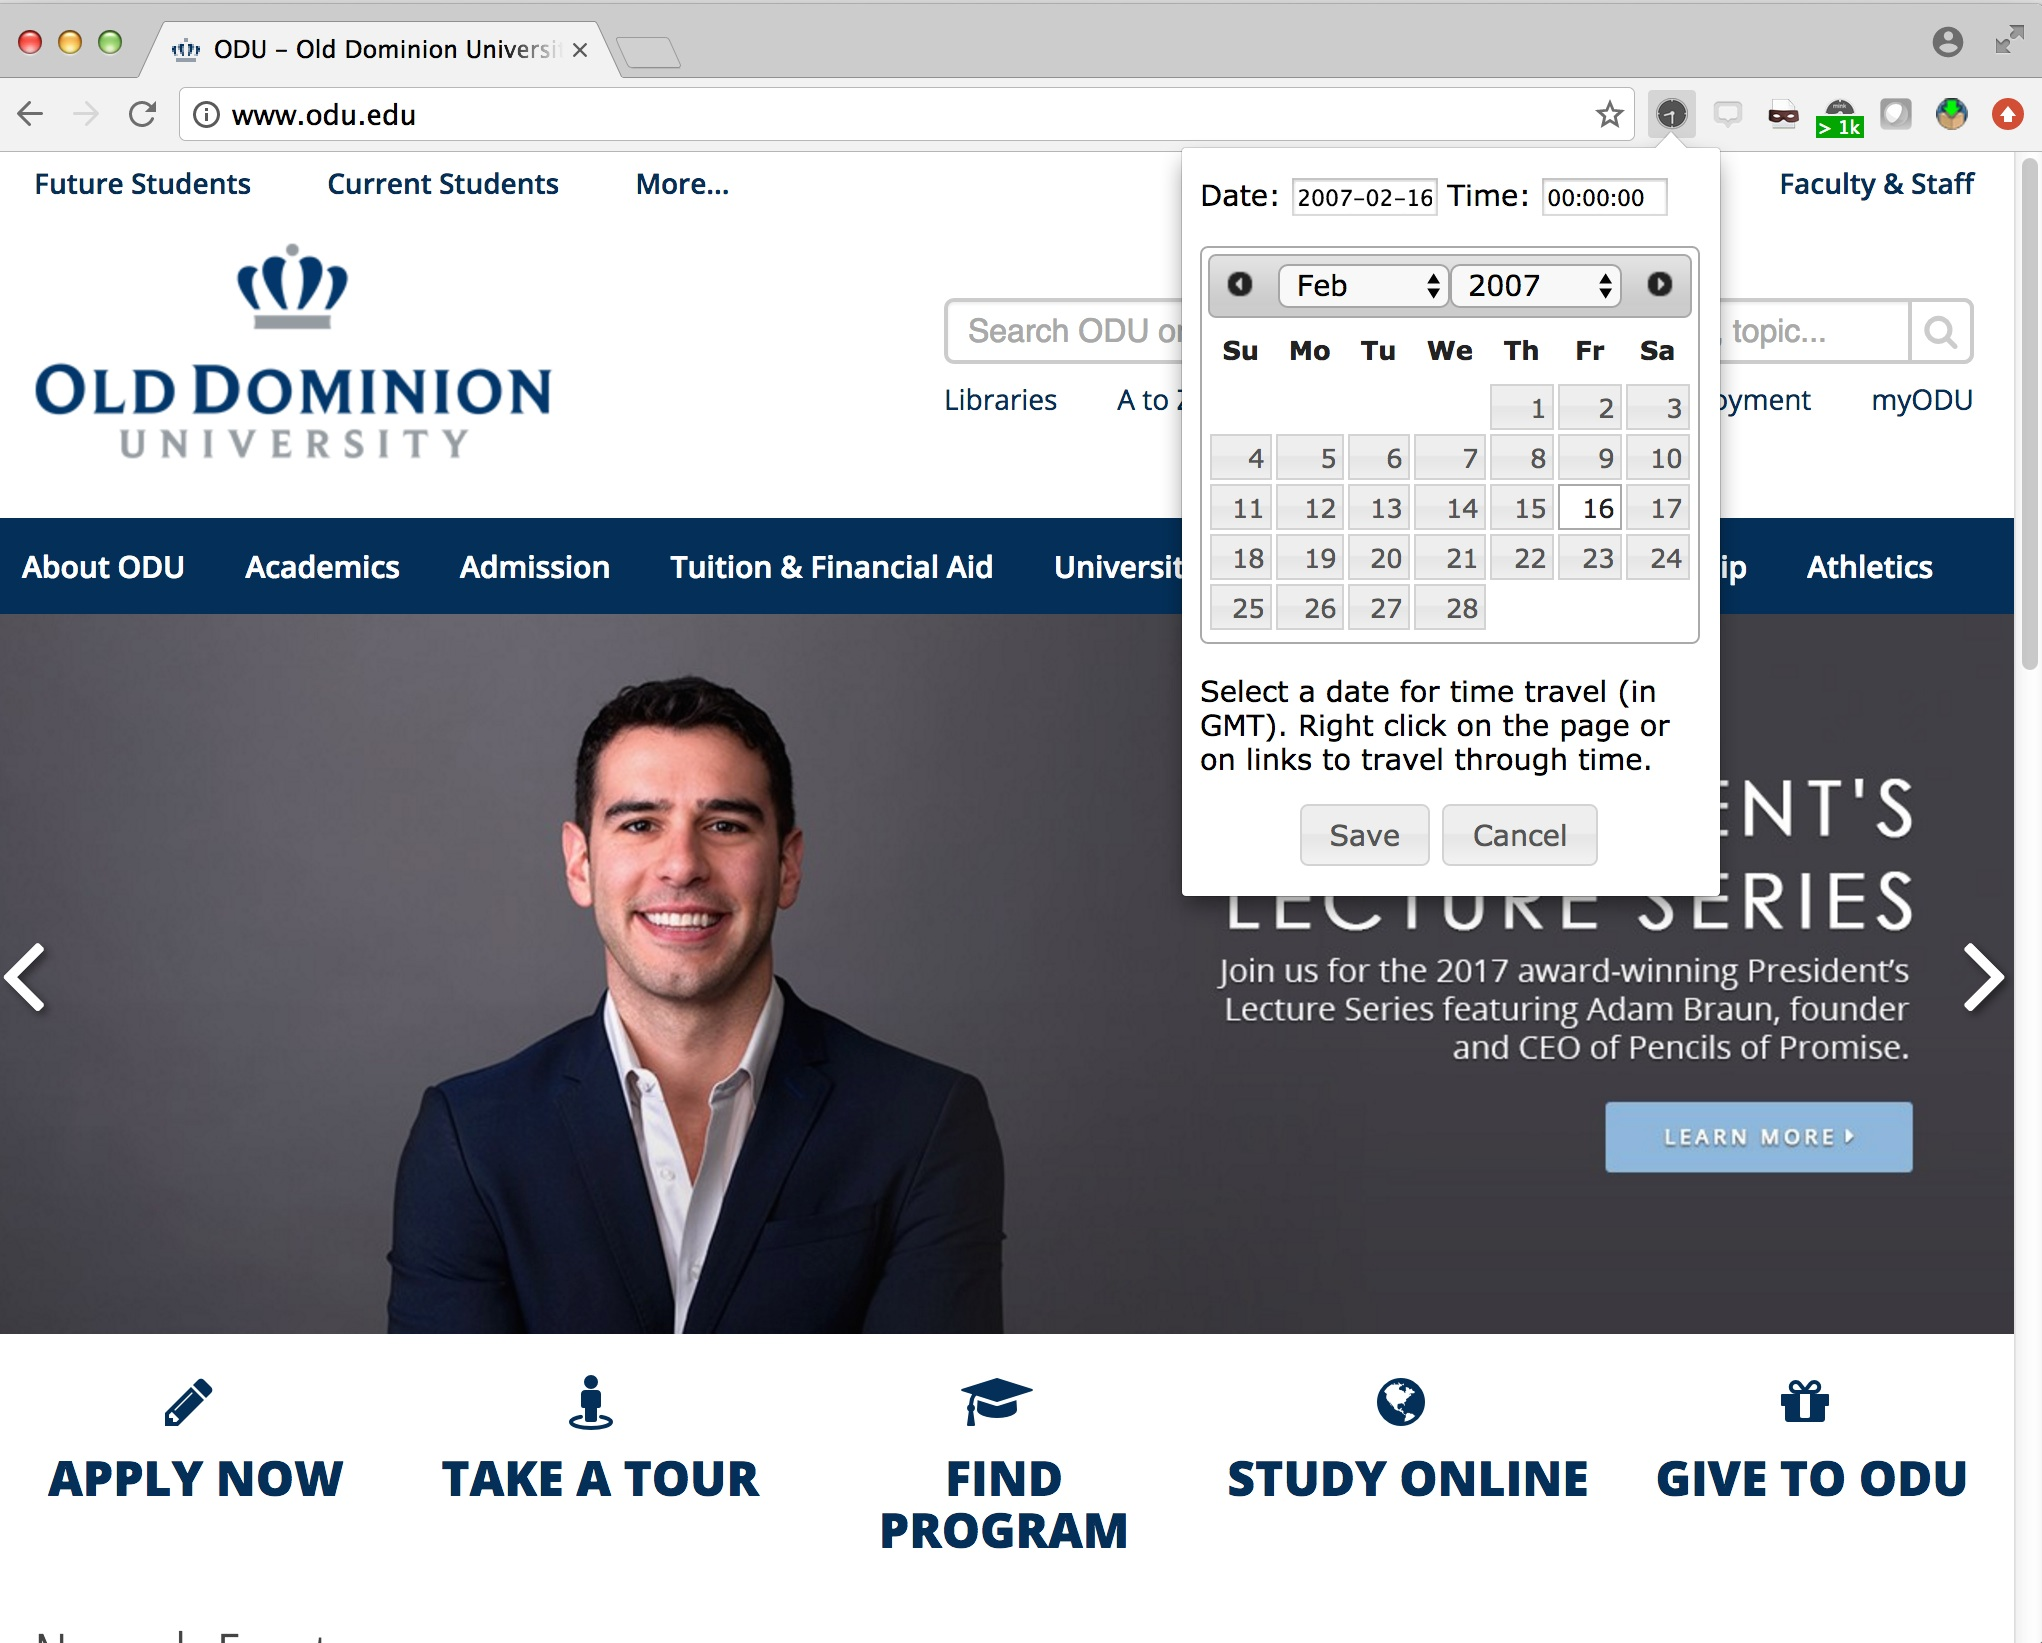 ODU - Old Dominion Universi
www.odu.edu
mink
> 1k
Future Students Current Students More... Faculty & Staff
Date: 2007-02-16 Time: 00:00:00
Feb 2007
Su Mo Tu We Th Fr Sa
1 2 3
4 5 6 7 8 9 10
11 12 13 14 15 16 17
18 19 20 21 22 23 24
25 26 27 28
Select a date for time travel (in
GMT). Right click on the page or
on links to travel through time.
Save Cancel
OLD DOMINION
UNIVERSITY
Search ODU or topic...
Libraries A to Z oyment myODU
About ODU Academics Admission Tuition & Financial Aid Universit ip Athletics
ENT'S
LECTURE SERIES
Join us for the 2017 award-winning President's
Lecture Series featuring Adam Braun, founder
and CEO of Pencils of Promise.
LEARN MORE
APPLY NOW
TAKE A TOUR
FIND
PROGRAM
STUDY ONLINE
GIVE TO ODU